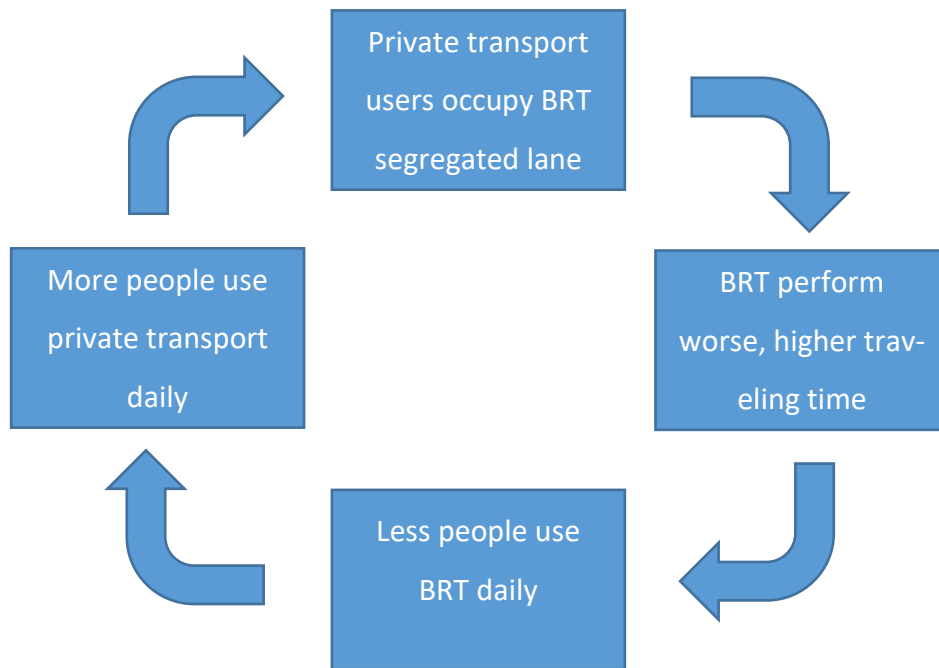 Private transport
users occupy BRT
segregated lane
BRT perform
worse, higher trav-
eling time
Less people use
BRT daily
More people use
private transport
daily